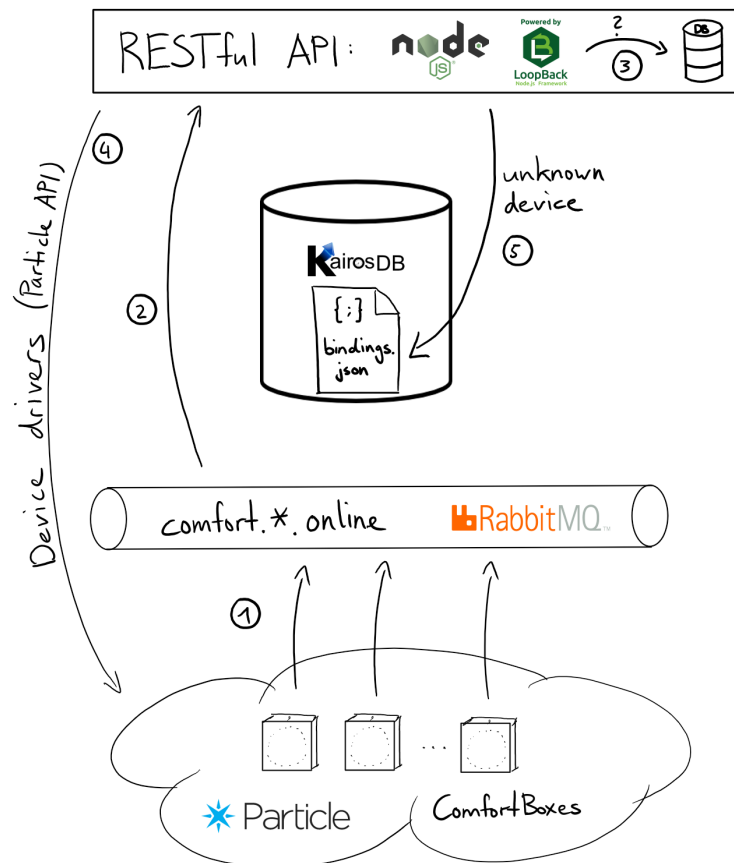 RESTful API:
node
JS
Powered by
LoopBack
Node.js Framework
?
3
DB
4
unknown
device
5
KairosDB
{;}
bindings.
json
2
Device drivers (Particle API)
comfort.*.online
RabbitMQ
TM
1
...
Particle
ComfortBoxes